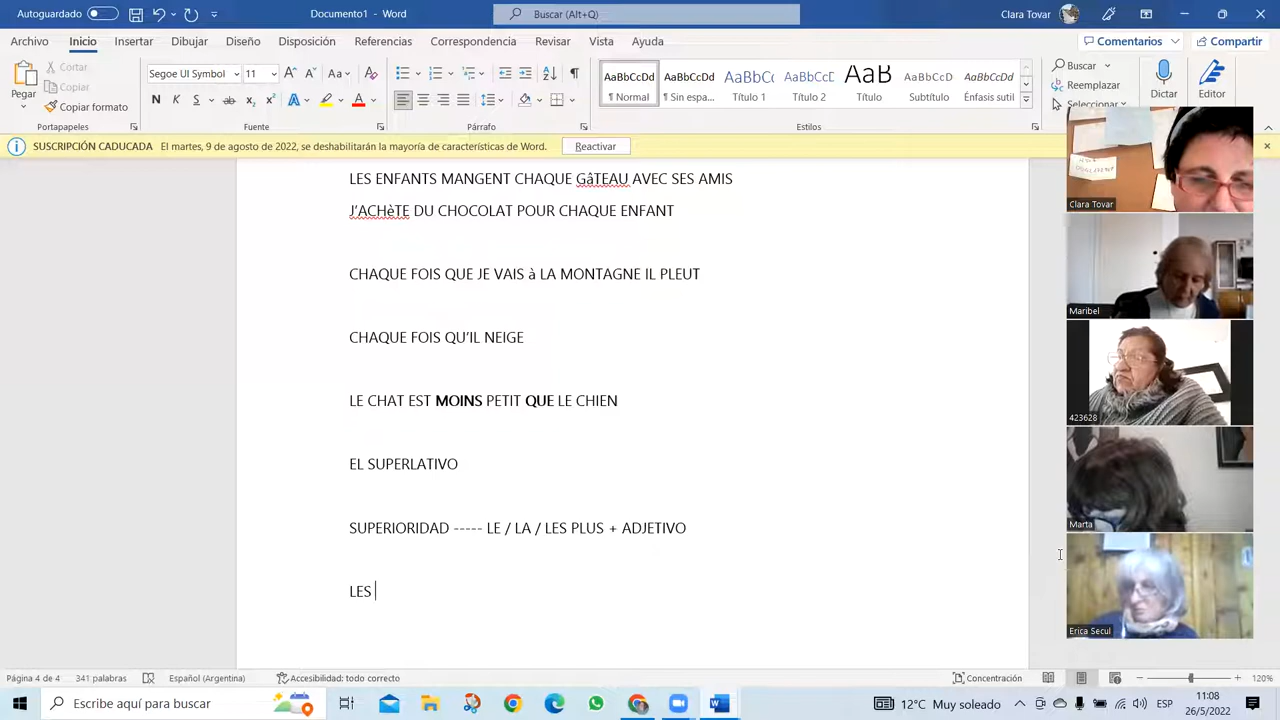 Autoguardado
Buscar (Alt+Q)
Clara Tovar
Archivo Inicio Insertar Dibujar Diseño Disposición Referencias Correspondencia Revisar Vista Ayuda
Comentarios Compartir
Pegar
Cortar
Copiar
Copiar formato
Segoe UI Symbol 11
AaBbCcDd AaBbCcDd AaBbCc AaBbCcD AaB AaBbCcDd AaBbCcDd
¶ Normal ¶ Sin espa... Título 1 Título 2 Título Subtítulo Énfasis sutil
Buscar
Reemplazar
Seleccionar
Dictar
Editor
Portapapeles Fuente Párrafo Estilos
SUSCRIPCIÓN CADUCADA El martes, 9 de agosto de 2022, se deshabilitarán la mayoría de características de Word. Reactivar
LES ENFANTS MANGENT CHAQUE GâTEAU AVEC SES AMIS
J'ACHèTE DU CHOCOLAT POUR CHAQUE ENFANT
CHAQUE FOIS QUE JE VAIS à LA MONTAGNE IL PLEUT
CHAQUE FOIS QU'IL NEIGE
LE CHAT EST MOINS PETIT QUE LE CHIEN
EL SUPERLATIVO
SUPERIORIDAD ----- LE / LA / LES PLUS + ADJETIVO
LES
Clara Tovar
Maribel
423628
Marta
Erica Secul
Página 4 de 4 341 palabras Español (Argentina) Accesibilidad: todo correcto Concentración 120%
Escribe aquí para buscar
12°C Muy soleado
ESP
11:08
26/5/2022